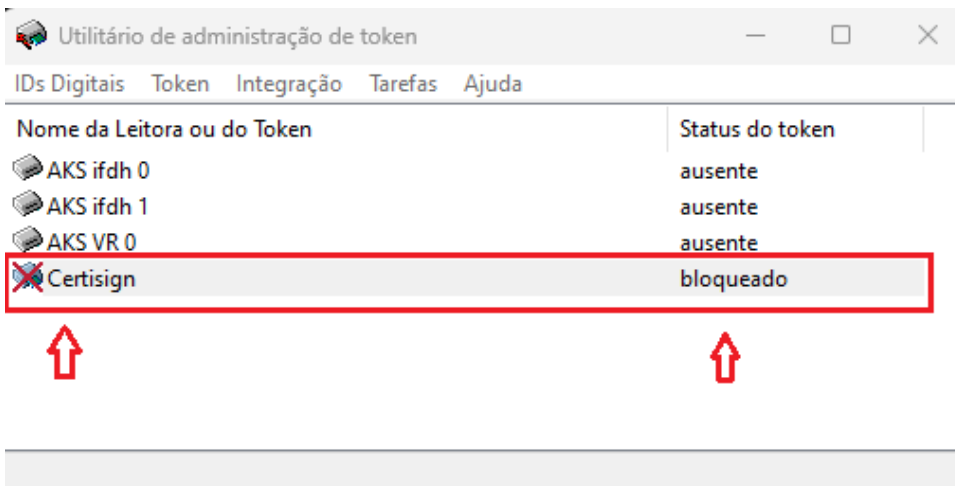 Utilitário de administração de token
IDs Digitais Token Integração Tarefas Ajuda
Nome da Leitora ou do Token Status do token
AKS ifdh 0 ausente
AKS ifdh 1 ausente
AKS VR 0 ausente
Certisign bloqueado